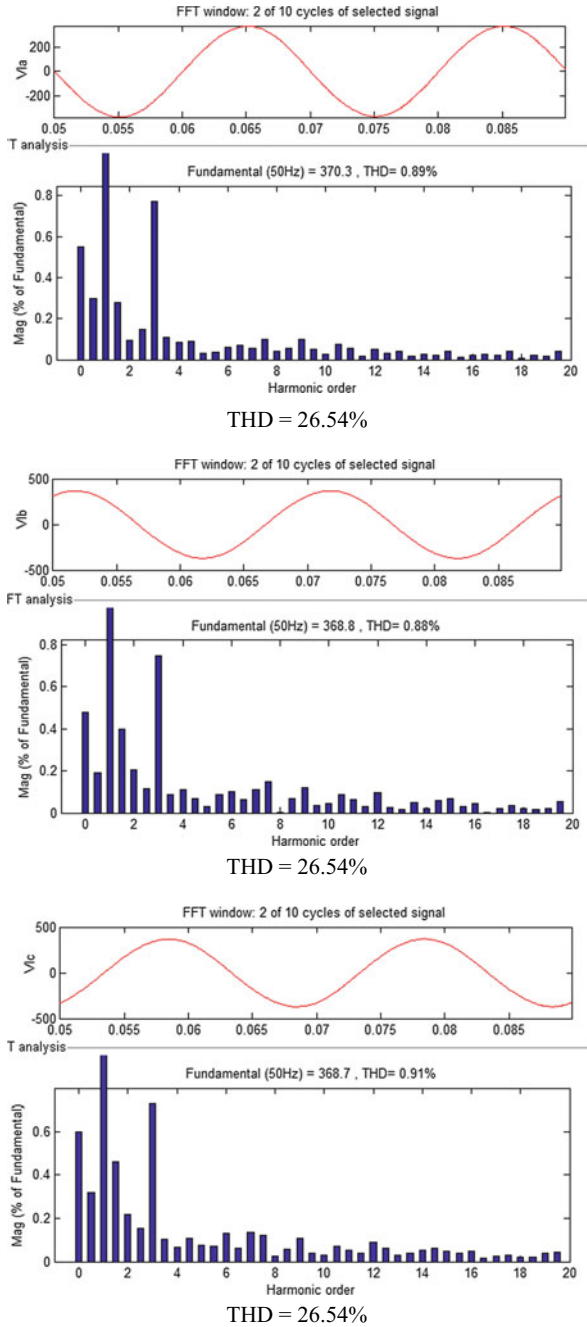 FFT window: 2 of 10 cycles of selected signal
200
0
-200
Vla
0.05 0.055 0.06 0.065 0.07 0.075 0.08 0.085
T analysis
Fundamental (50Hz) = 370.3 , THD= 0.89%
0.8
0.6
0.4
0.2
0
Mag (% of Fundamental)
0 2 4 6 8 10 12 14 16 18 20
Harmonic order
THD = 26.54%
FFT window: 2 of 10 cycles of selected signal
500
0
-500
Vlb
0.05 0.055 0.06 0.065 0.07 0.075 0.08 0.085
FT analysis
Fundamental (50Hz) = 368.8 , THD= 0.88%
0.8
0.6
0.4
0.2
0
Mag (% of Fundamental)
0 2 4 6 8 10 12 14 16 18 20
Harmonic order
THD = 26.54%
FFT window: 2 of 10 cycles of selected signal
500
0
-500
Vlc
0.05 0.055 0.06 0.065 0.07 0.075 0.08 0.085
T analysis
Fundamental (50Hz) = 368.7 , THD= 0.91%
0.6
0.4
0.2
0
Mag (% of Fundamental)
0 2 4 6 8 10 12 14 16 18 20
Harmonic order
THD = 26.54%